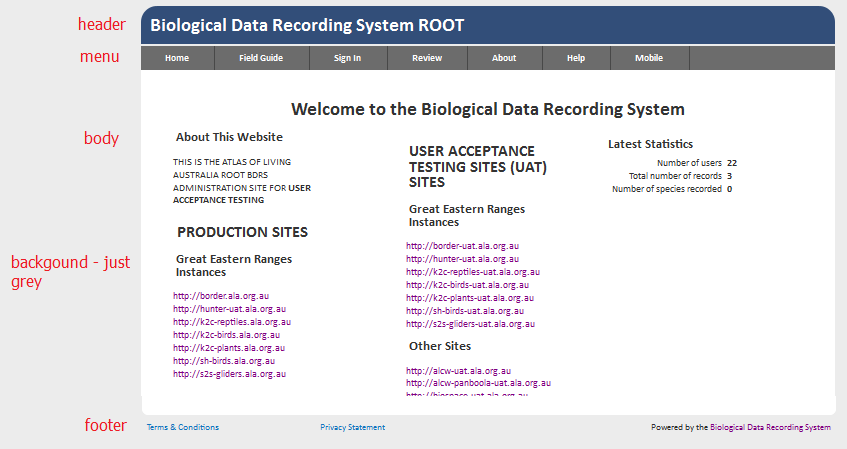 header
Biological Data Recording System ROOT
menu
Home Field Guide Sign In Review About Help Mobile
Welcome to the Biological Data Recording System
body
About This Website
THIS IS THE ATLAS OF LIVING
AUSTRALIA ROOT BDRS
ADMINISTRATION SITE FOR USER
ACCEPTANCE TESTING
PRODUCTION SITES
Great Eastern Ranges
Instances
http://border.ala.org.au
http://hunter-uat.ala.org.au
http://k2c-reptiles.ala.org.au
http://k2c-birds.ala.org.au
http://k2c-plants.ala.org.au
http://sh-birds.ala.org.au
http://s2s-gliders.ala.org.au
USER ACCEPTANCE
TESTING SITES (UAT)
SITES
Great Eastern Ranges
Instances
http://border-uat.ala.org.au
http://hunter-uat.ala.org.au
http://k2c-reptiles-uat.ala.org.au
http://k2c-birds-uat.ala.org.au
http://k2c-plants-uat.ala.org.au
http://sh-birds-uat.ala.org.au
http://s2s-gliders-uat.ala.org.au
Other Sites
http://alcw-uat.ala.org.au
http://alcw-panboola-uat.ala.org.au
Latest Statistics
Number of users 22
Total number of records 3
Number of species recorded 0
backgound - just
grey
footer
Terms & Conditions Privacy Statement Powered by the Biological Data Recording System